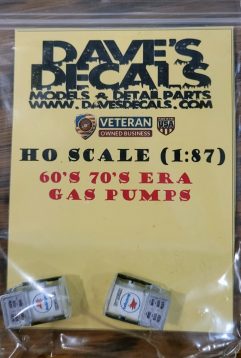 DAVE'S
DECALS
MODELS & DETAIL PARTS
WWW.DAVESDECALS.COM
VETERAN
OWNED BUSINESS
USA
HO SCALE (1:87)
60'S 70'S ERA
GAS PUMPS